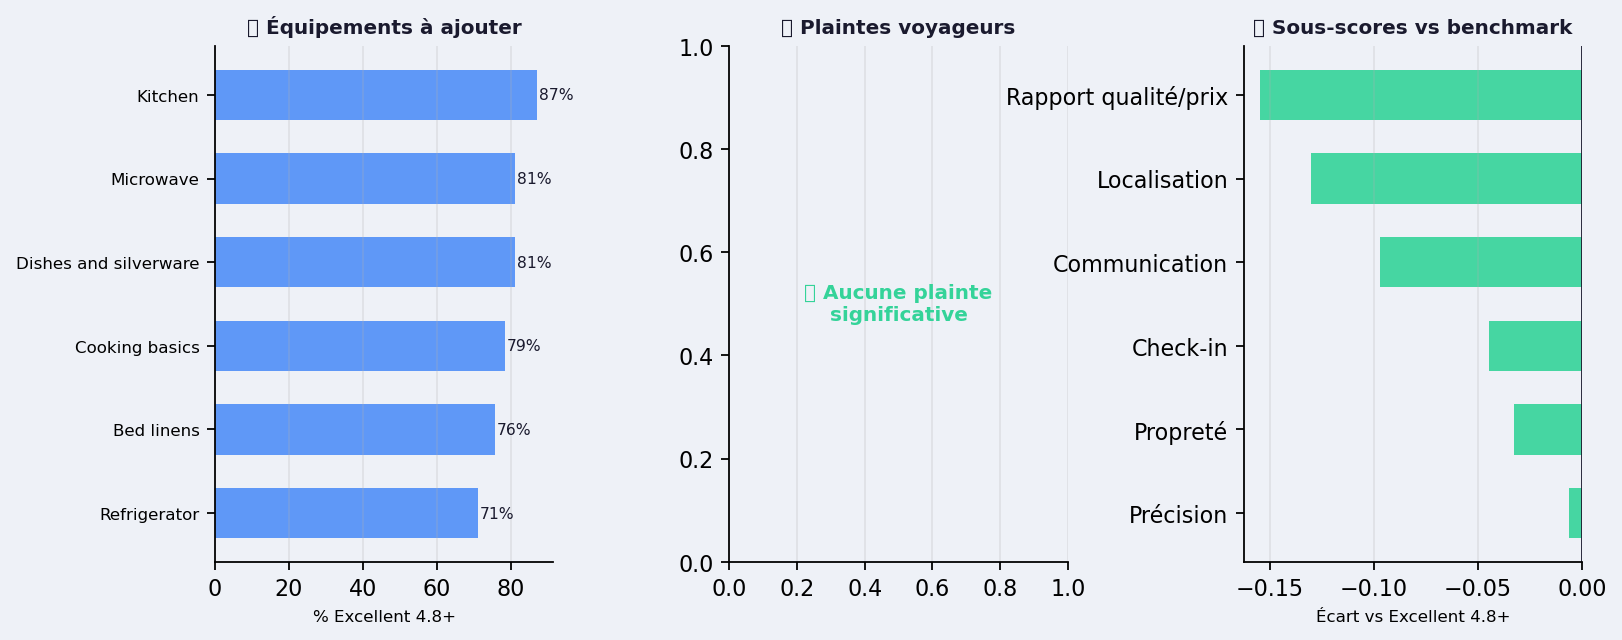 Équipements à ajouter
Kitchen
87%
Microwave
81%
Dishes and silverware
81%
Cooking basics
79%
Bed linens
76%
Refrigerator
71%
0 20 40 60 80
% Excellent 4.8+
Plaintes voyageurs
1.0
0.8
0.6
0.4
0.2
0.0
Aucune plainte
significative
0.0 0.2 0.4 0.6 0.8 1.0
Sous-scores vs benchmark
Rapport qualité/prix
Localisation
Communication
Check-in
Propreté
Précision
−0.15 −0.10 −0.05 0.00
Écart vs Excellent 4.8+